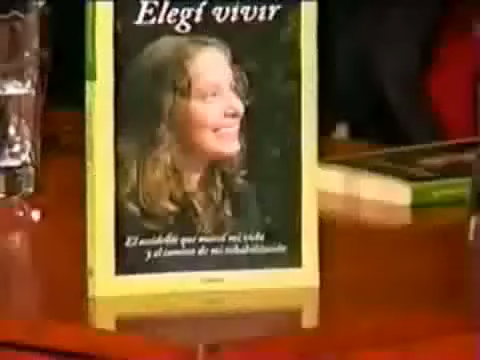 Elegí vivir
El accidente que marcó mi vida
y el camino de mi rehabilitación